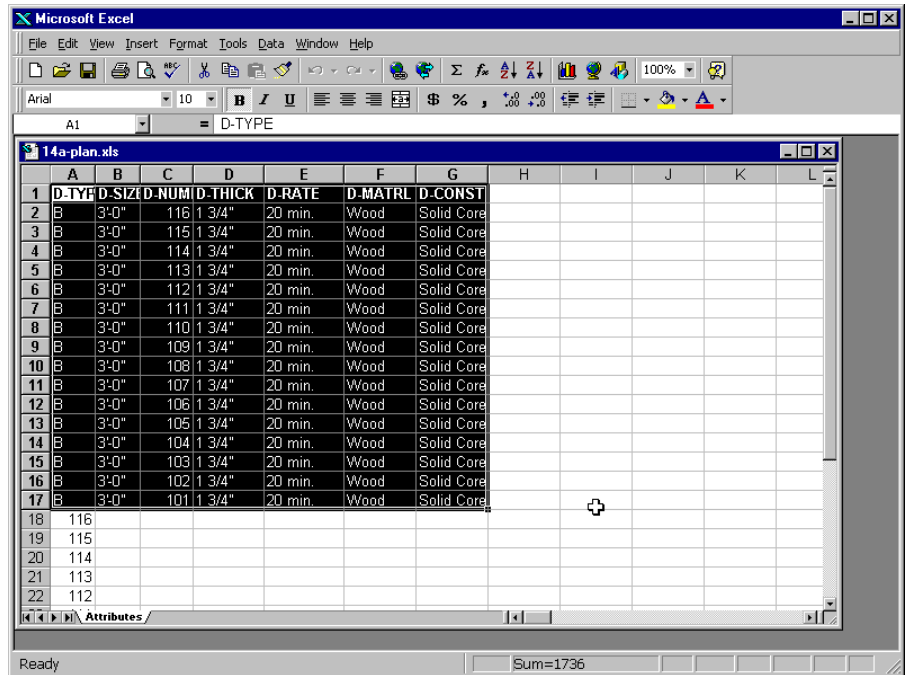 Microsoft Excel
File Edit View Insert Format Tools Data Window Help
ABC Σ fx A Z Z A 100% ?
Arial 10 B I U $ % , A
A1 = D-TYPE
14a-plan.xls
A B C D E F G H I J K L
1 D-TYP D-SIZE D-NUM D-THICK D-RATE D-MATRL D-CONST
2 B 3'-0" 116 1 3/4" 20 min. Wood Solid Core
3 B 3'-0" 115 1 3/4" 20 min. Wood Solid Core
4 B 3'-0" 114 1 3/4" 20 min. Wood Solid Core
5 B 3'-0" 113 1 3/4" 20 min. Wood Solid Core
6 B 3'-0" 112 1 3/4" 20 min. Wood Solid Core
7 B 3'-0" 111 1 3/4" 20 min Wood Solid Core
8 B 3'-0" 110 1 3/4" 20 min. Wood Solid Core
9 B 3'-0" 109 1 3/4" 20 min. Wood Solid Core
10 B 3'-0" 108 1 3/4" 20 min. Wood Solid Core
11 B 3'-0" 107 1 3/4" 20 min. Wood Solid Core
12 B 3'-0" 106 1 3/4" 20 min. Wood Solid Core
13 B 3'-0" 105 1 3/4" 20 min. Wood Solid Core
14 B 3'-0" 104 1 3/4" 20 min. Wood Solid Core
15 B 3'-0" 103 1 3/4" 20 min. Wood Solid Core
16 B 3'-0" 102 1 3/4" 20 min. Wood Solid Core
17 B 3'-0" 101 1 3/4" 20 min. Wood Solid Core
18 116
19 115
20 114
21 113
22 112
Attributes
Ready Sum=1736